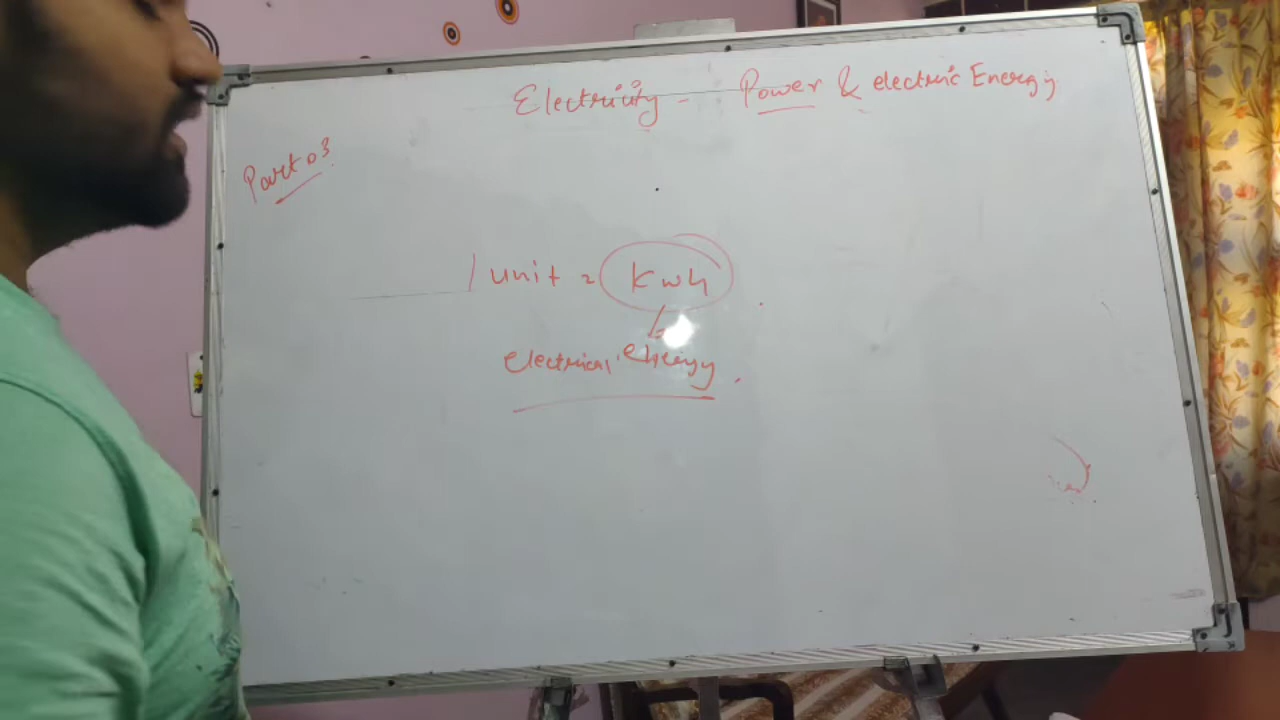 Electricity - Power & electric Energy
Part 03
1 unit = kwh
electrical energy.